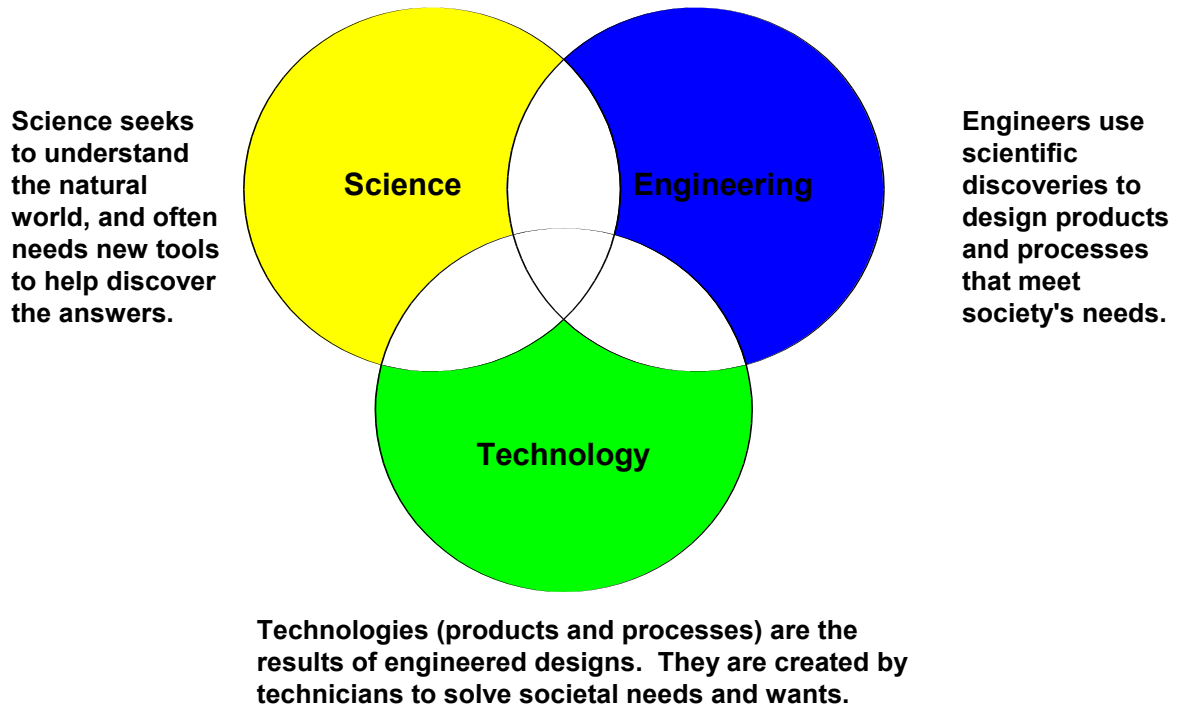 Science seeks
to understand
the natural
world, and often
needs new tools
to help discover
the answers.
Science
Engineering
Engineers use
scientific
discoveries to
design products
and processes
that meet
society's needs.
Technology
Technologies (products and processes) are the
results of engineered designs.  They are created by
technicians to solve societal needs and wants.